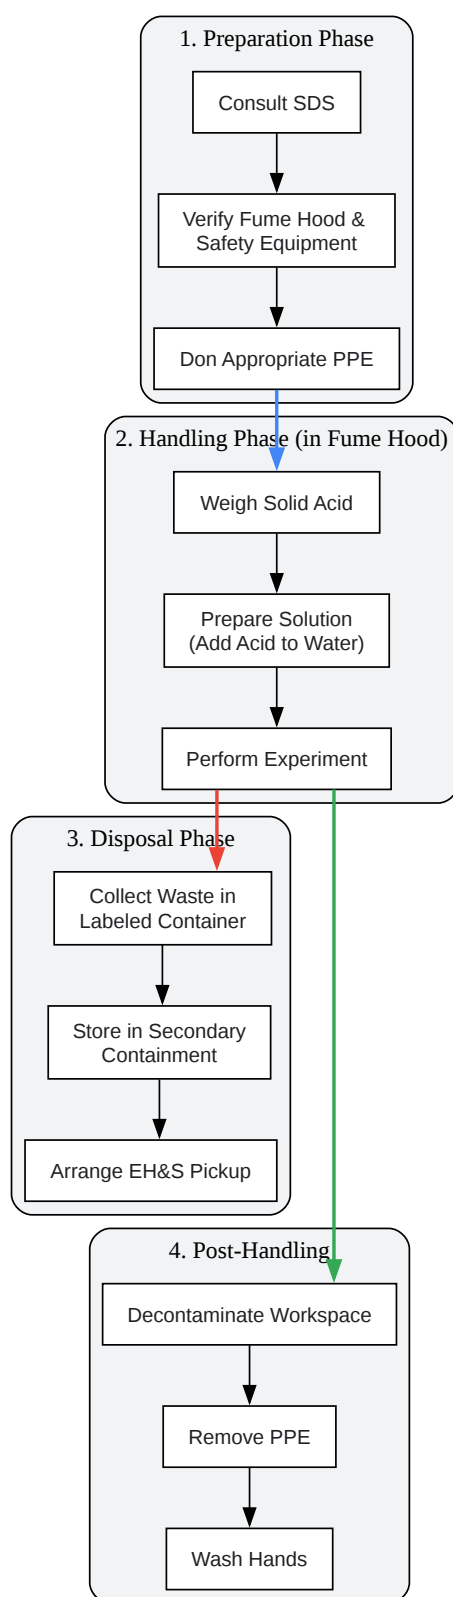 1. Preparation Phase
Consult SDS
Verify Fume Hood &
Safety Equipment
Don Appropriate PPE
2. Handling Phase (in Fume Hood)
Weigh Solid Acid
Prepare Solution
(Add Acid to Water)
Perform Experiment
3. Disposal Phase
Collect Waste in
Labeled Container
Store in Secondary
Containment
Arrange EH&S Pickup
4. Post-Handling
Decontaminate Workspace
Remove PPE
Wash Hands